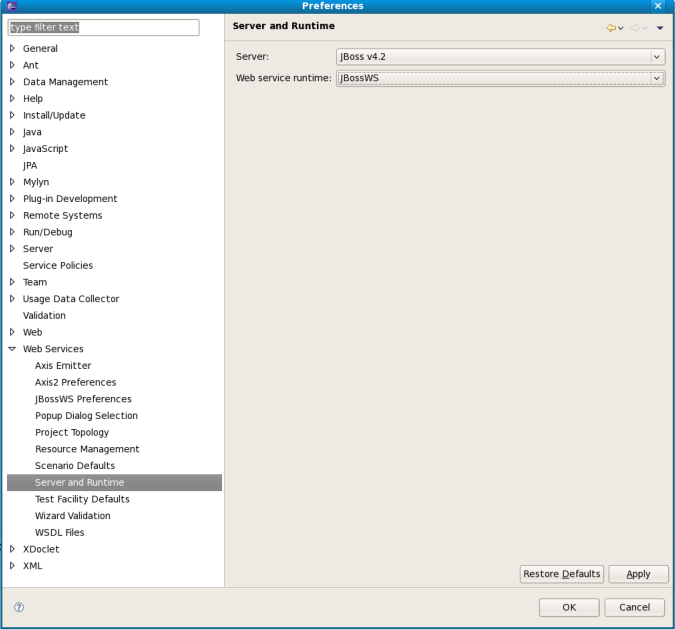 Preferences
type filter text
General
Ant
Data Management
Help
Install/Update
Java
JavaScript
JPA
Mylyn
Plug-in Development
Remote Systems
Run/Debug
Server
Service Policies
Team
Usage Data Collector
Validation
Web
Web Services
Axis Emitter
Axis2 Preferences
JBossWS Preferences
Popup Dialog Selection
Project Topology
Resource Management
Scenario Defaults
Server and Runtime
Test Facility Defaults
Wizard Validation
WSDL Files
XDoclet
XML
Server and Runtime
Server: JBoss v4.2
Web service runtime: JBossWS
Restore Defaults Apply
? OK Cancel